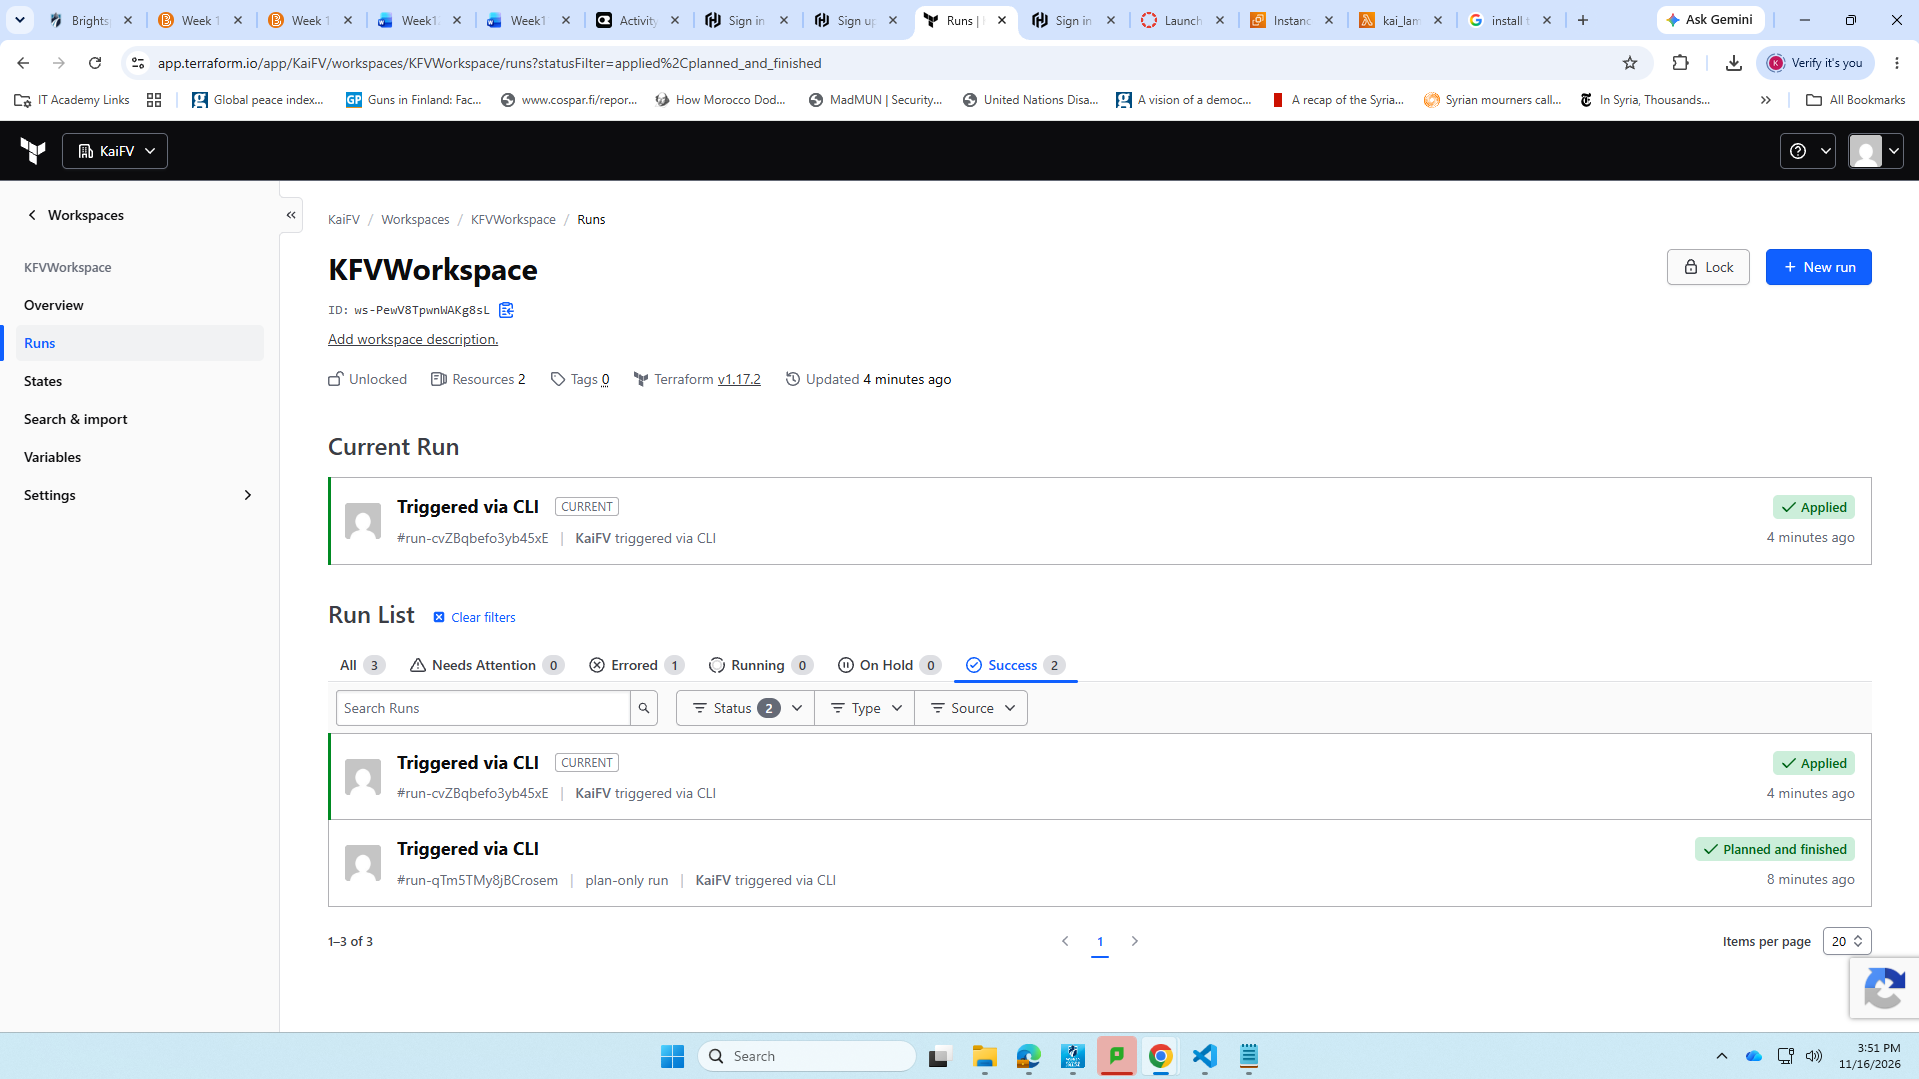 Brights
Week 1
Week 1
Week1
Week1
Activity
Sign in
Sign up
Runs |
Sign in
Launch
Instanc
kai_lam
install t
Ask Gemini
app.terraform.io/app/KaiFV/workspaces/KFVWorkspace/runs?statusFilter=applied%2Cplanned_and_finished
K
Verify it's you
IT Academy Links
Global peace index...
GP
Guns in Finland: Fac...
www.cospar.fi/repor...
How Morocco Dod...
MadMUN | Security...
United Nations Disa...
A vision of a democ...
A recap of the Syria...
Syrian mourners call...
In Syria, Thousands...
All Bookmarks
KaiFV
Workspaces
KFVWorkspace
Overview
Runs
States
Search & import
Variables
Settings
KaiFV / Workspaces / KFVWorkspace / Runs
KFVWorkspace
Lock
+ New run
ID: ws-PewV8TpwnWAKg8sL
Add workspace description.
Unlocked
Resources 2
Tags 0
Terraform v1.17.2
Updated 4 minutes ago
Current Run
Triggered via CLI
CURRENT
Applied
#run-cvZBqbefo3yb45xE | KaiFV triggered via CLI
4 minutes ago
Run List
Clear filters
All 3
Needs Attention 0
Errored 1
Running 0
On Hold 0
Success 2
Search Runs
Status 2
Type
Source
Triggered via CLI
CURRENT
Applied
#run-cvZBqbefo3yb45xE | KaiFV triggered via CLI
4 minutes ago
Triggered via CLI
Planned and finished
#run-qTm5TMy8jBCrosem | plan-only run | KaiFV triggered via CLI
8 minutes ago
1–3 of 3
1
Items per page
20
Search
3:51 PM
11/16/2026